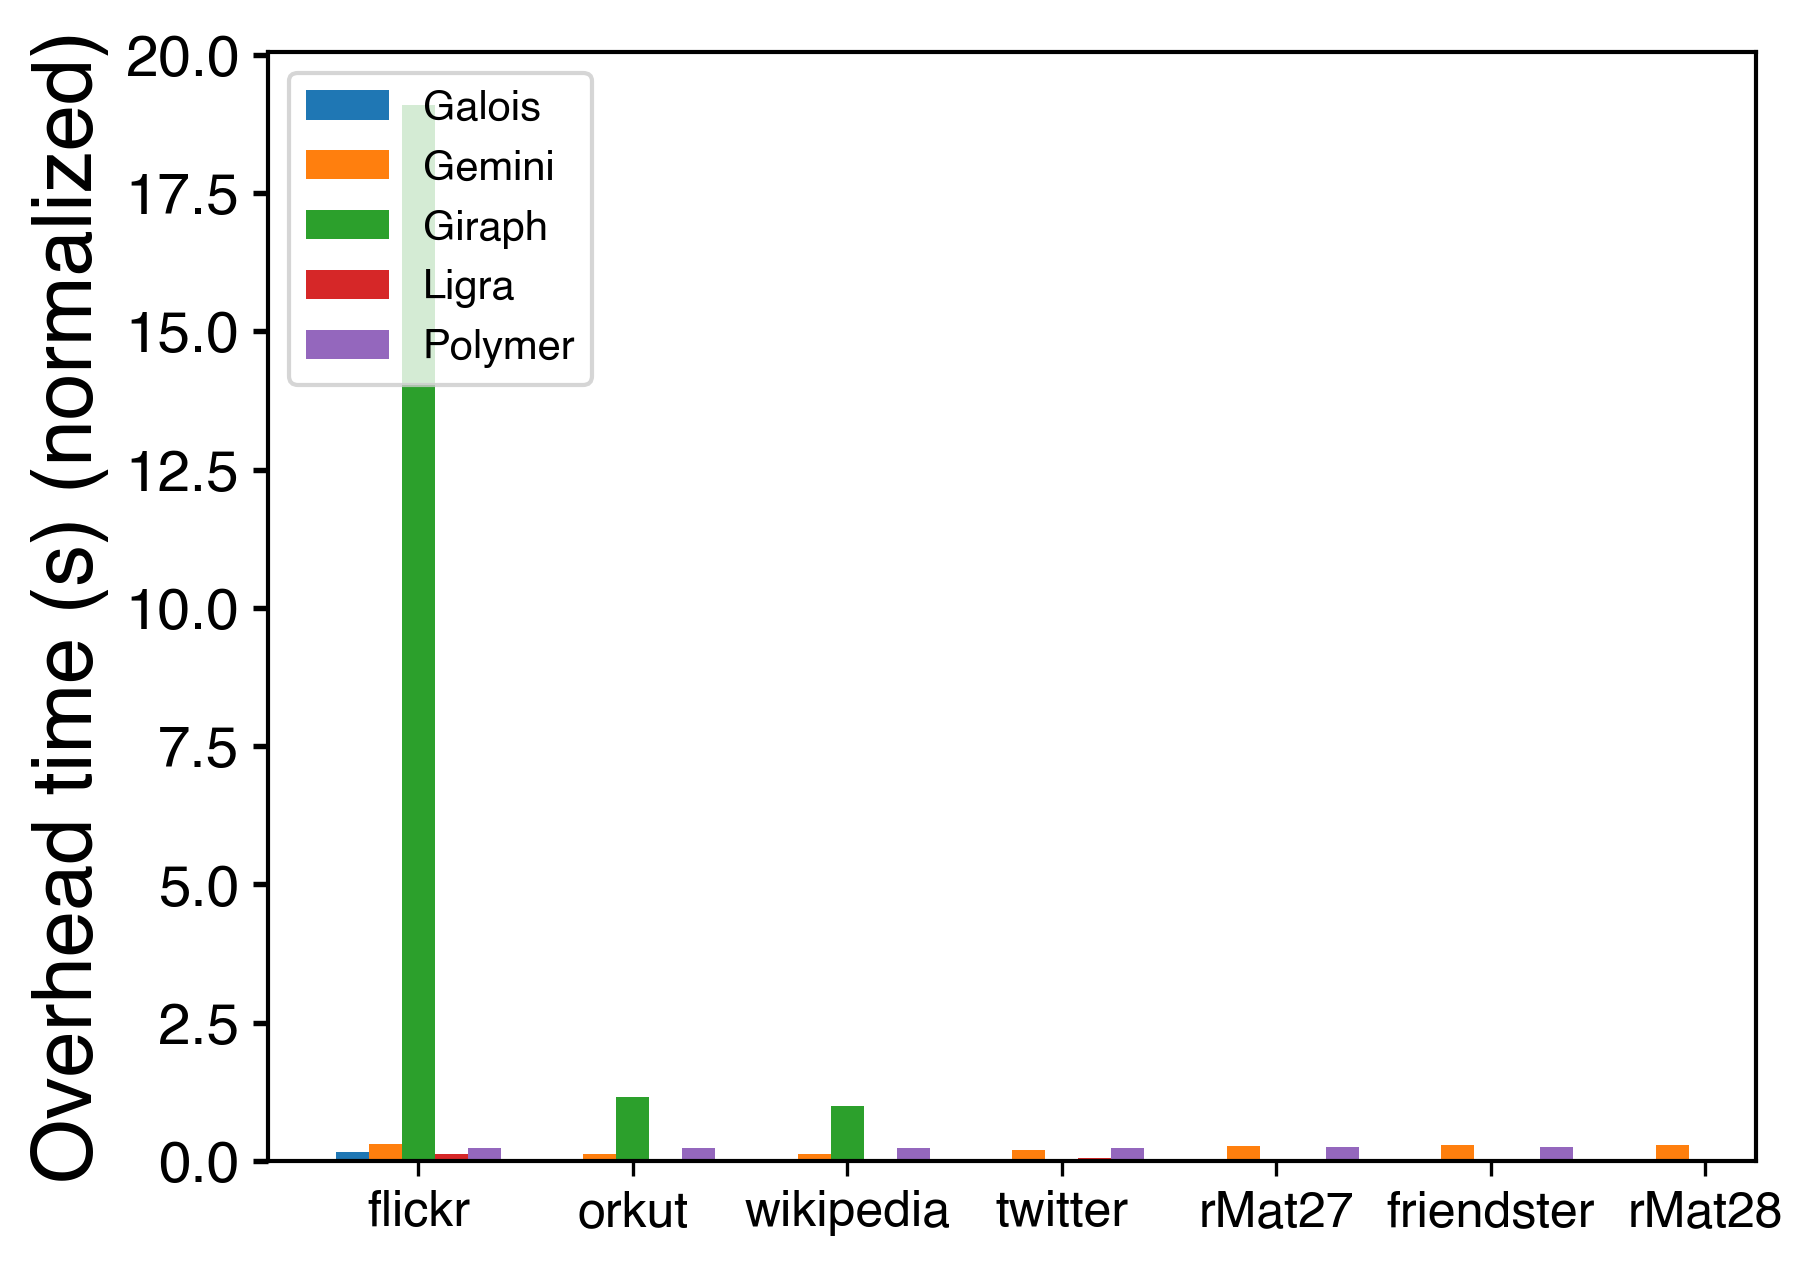 Overhead time (s) (normalized)
20.0
17.5
15.0
12.5
10.0
7.5
5.0
2.5
0.0
Galois
Gemini
Giraph
Ligra
Polymer
flickr orkut wikipedia twitter rMat27 friendster rMat28